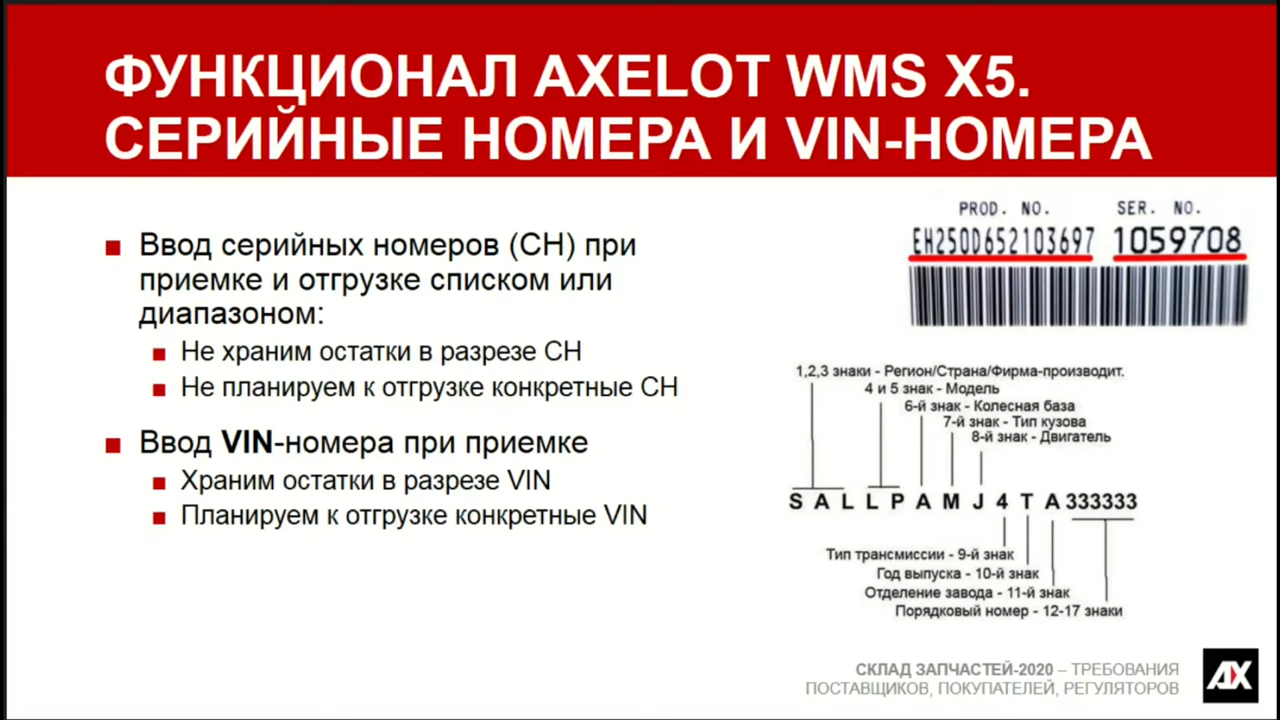 ФУНКЦИОНАЛ AXELOT WMS X5.
СЕРИЙНЫЕ НОМЕРА И VIN-НОМЕРА
Ввод серийных номеров (СН) при
приемке и отгрузке списком или
диапазоном:
Не храним остатки в разрезе СН
Не планируем к отгрузке конкретные СН
Ввод VIN-номера при приемке
Храним остатки в разрезе VIN
Планируем к отгрузке конкретные VIN
PROD. NO. SER. NO.
EH250D652103697 1059708
1,2,3 знаки - Регион/Страна/Фирма-производит.
4 и 5 знак - Модель
6-й знак - Колесная база
7-й знак - Тип кузова
8-й знак - Двигатель
S A L L P A M J 4 T A 333333
Тип трансмиссии - 9-й знак
Год выпуска - 10-й знак
Отделение завода - 11-й знак
Порядковый номер - 12-17 знаки
СКЛАД ЗАПЧАСТЕЙ-2020 – ТРЕБОВАНИЯ
ПОСТАВЩИКОВ, ПОКУПАТЕЛЕЙ, РЕГУЛЯТОРОВ
AX